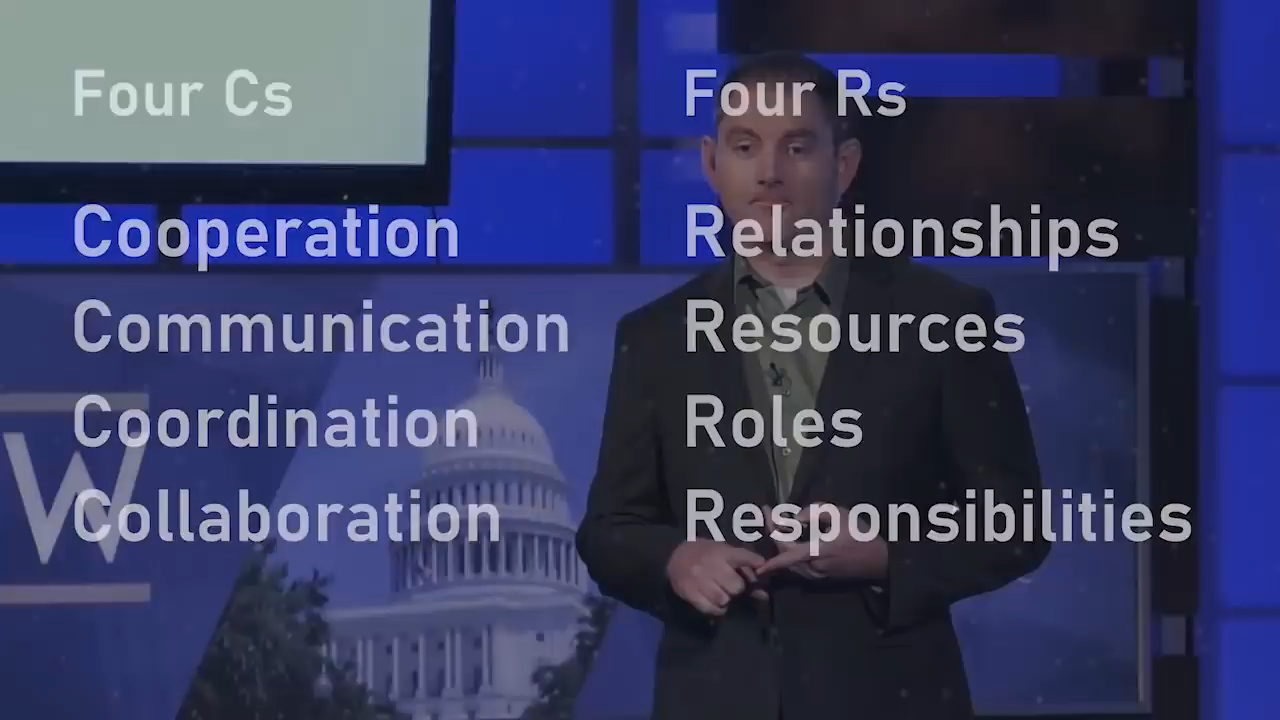 Four Cs
Cooperation
Communication
Coordination
Collaboration
Four Rs
Relationships
Resources
Roles
Responsibilities
W